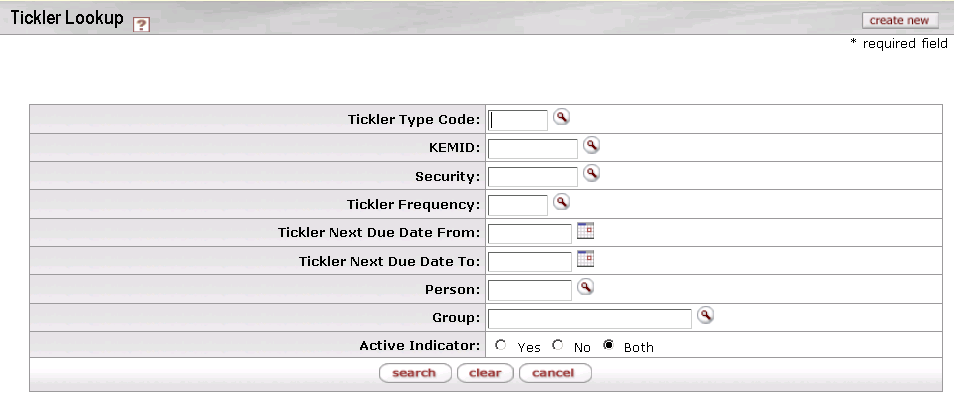 Tickler Lookup ? create new
* required field
Tickler Type Code:
KEMID:
Security:
Tickler Frequency:
Tickler Next Due Date From:
Tickler Next Due Date To:
Person:
Group:
Active Indicator: Yes No Both
search clear cancel